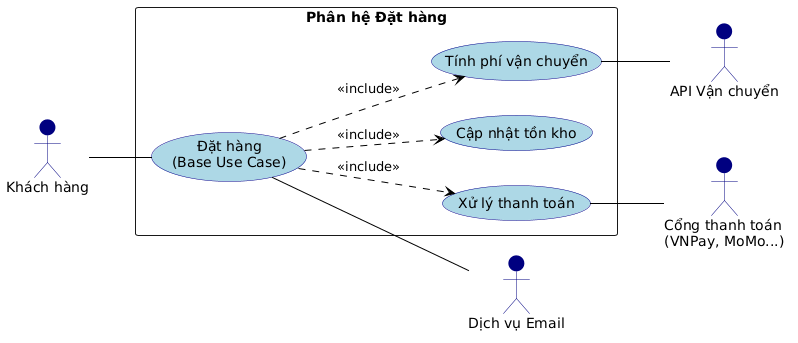 Phân hệ Đặt hàng
Tính phí vận chuyển
API Vận chuyển
«include»
Khách hàng
Đặt hàng
(Base Use Case)
«include»
Cập nhật tồn kho
«include»
Xử lý thanh toán
Cổng thanh toán
(VNPay, MoMo...)
Dịch vụ Email